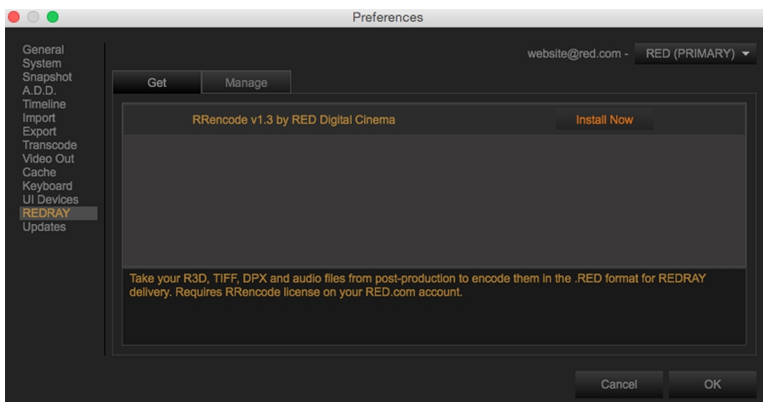 Preferences
General
System
Snapshot
A.D.D.
Timeline
Import
Export
Transcode
Video Out
Cache
Keyboard
UI Devices
REDRAY
Updates
website@red.com - RED (PRIMARY)
Get Manage
RRencode v1.3 by RED Digital Cinema Install Now
Take your R3D, TIFF, DPX and audio files from post-production to encode them in the .RED format for REDRAY
delivery. Requires RRencode license on your RED.com account.
Cancel OK